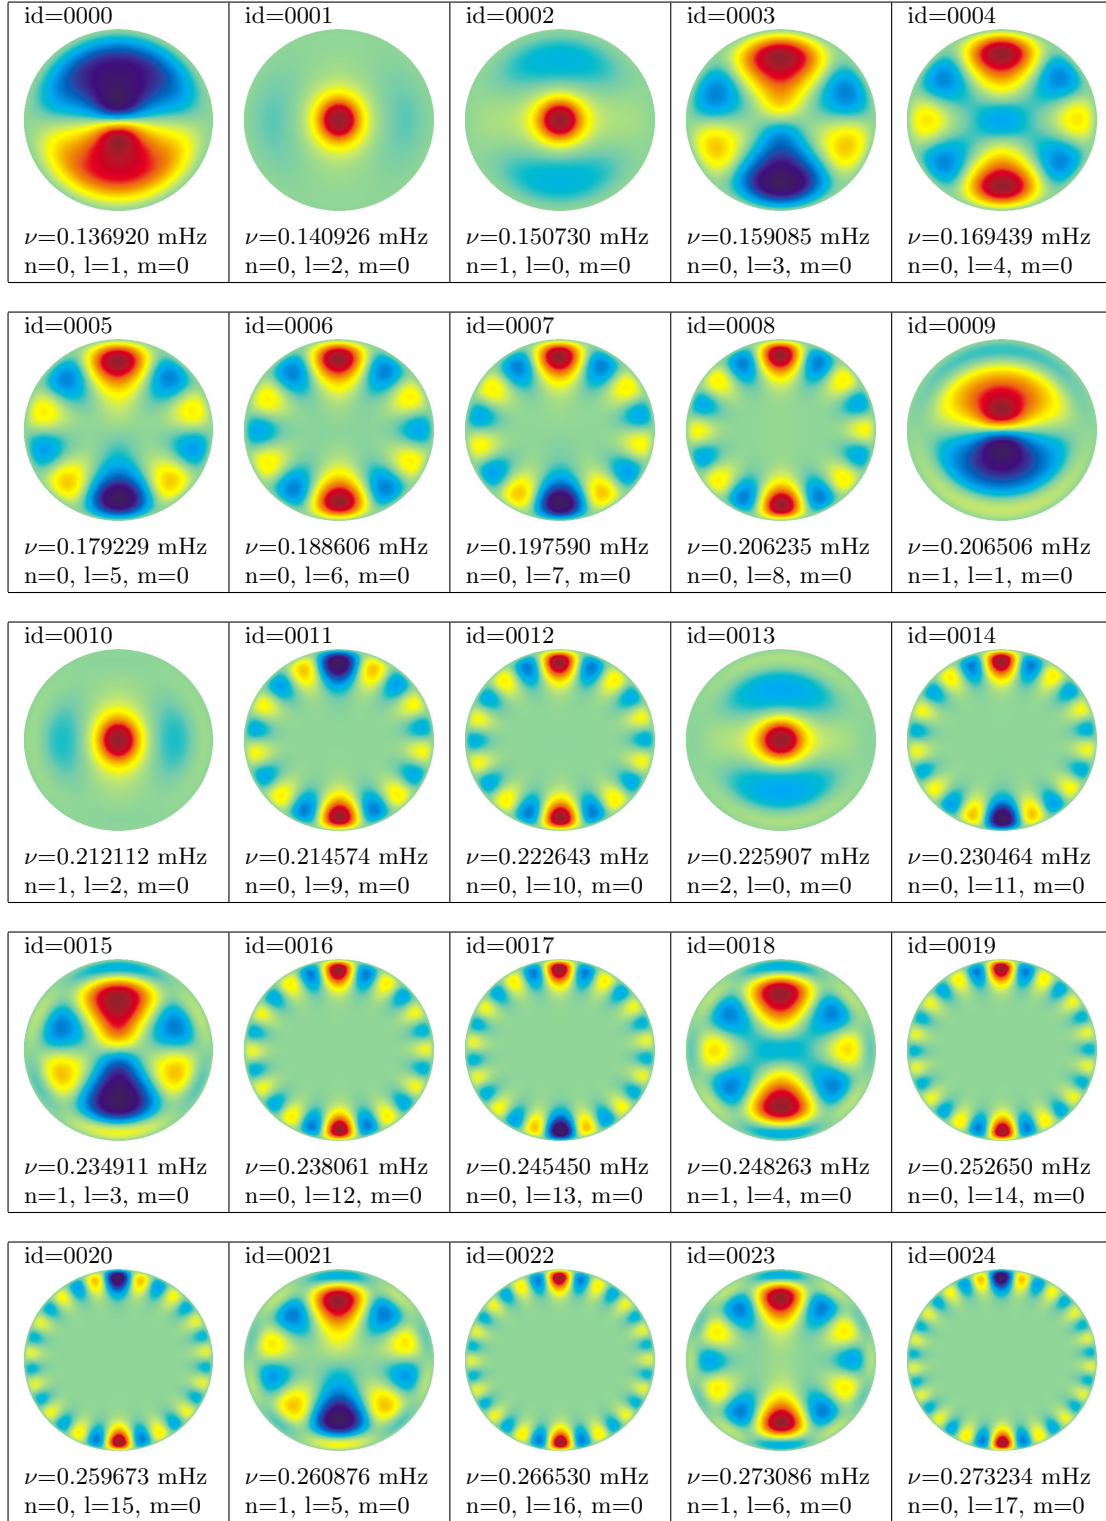 id=0000 id=0001 id=0002 id=0003 id=0004
ν=0.136920 mHz ν=0.140926 mHz ν=0.150730 mHz ν=0.159085 mHz ν=0.169439 mHz
n=0, l=1, m=0 n=0, l=2, m=0 n=1, l=0, m=0 n=0, l=3, m=0 n=0, l=4, m=0
id=0005 id=0006 id=0007 id=0008 id=0009
ν=0.179229 mHz ν=0.188606 mHz ν=0.197590 mHz ν=0.206235 mHz ν=0.206506 mHz
n=0, l=5, m=0 n=0, l=6, m=0 n=0, l=7, m=0 n=0, l=8, m=0 n=1, l=1, m=0
id=0010 id=0011 id=0012 id=0013 id=0014
ν=0.212112 mHz ν=0.214574 mHz ν=0.222643 mHz ν=0.225907 mHz ν=0.230464 mHz
n=1, l=2, m=0 n=0, l=9, m=0 n=0, l=10, m=0 n=2, l=0, m=0 n=0, l=11, m=0
id=0015 id=0016 id=0017 id=0018 id=0019
ν=0.234911 mHz ν=0.238061 mHz ν=0.245450 mHz ν=0.248263 mHz ν=0.252650 mHz
n=1, l=3, m=0 n=0, l=12, m=0 n=0, l=13, m=0 n=1, l=4, m=0 n=0, l=14, m=0
id=0020 id=0021 id=0022 id=0023 id=0024
ν=0.259673 mHz ν=0.260876 mHz ν=0.266530 mHz ν=0.273086 mHz ν=0.273234 mHz
n=0, l=15, m=0 n=1, l=5, m=0 n=0, l=16, m=0 n=1, l=6, m=0 n=0, l=17, m=0